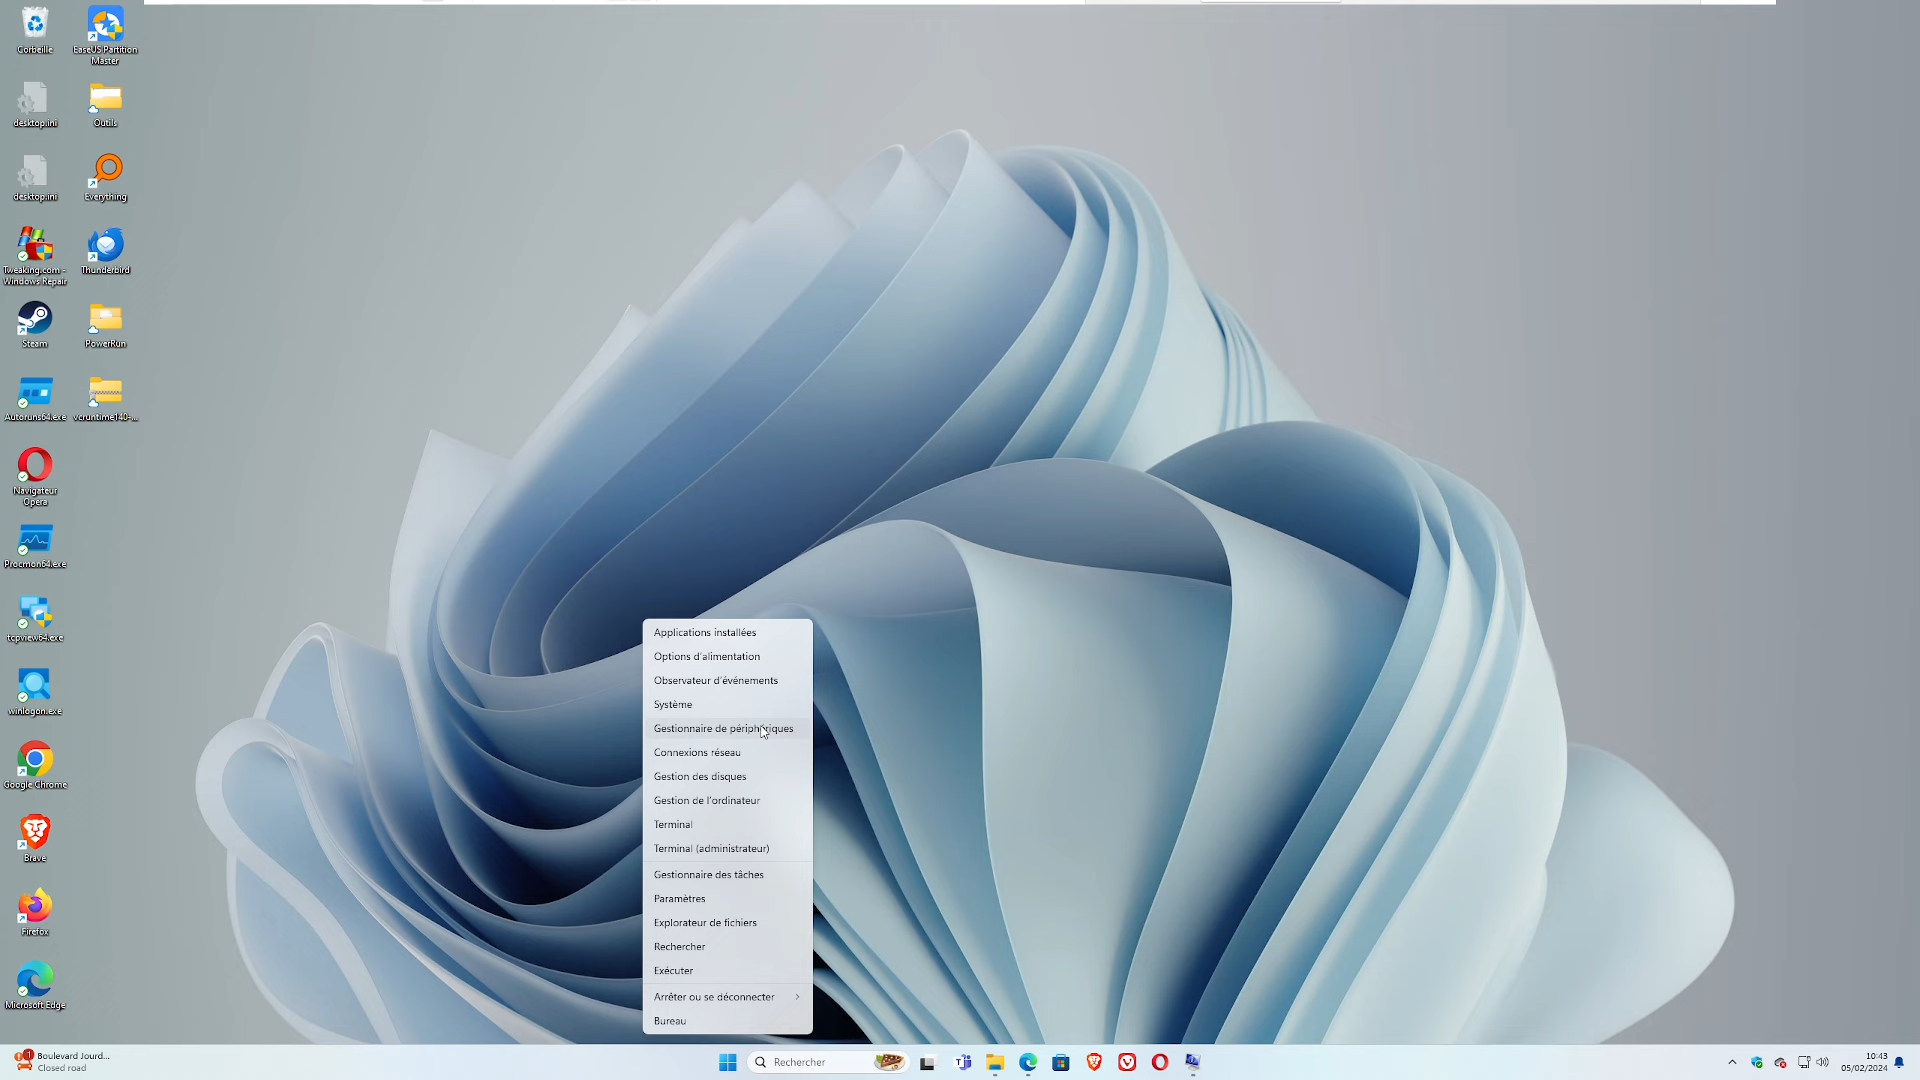 Corbeille
EaseUS Partition
Master
desktop.ini
Outils
desktop.ini
Everything
Tweaking.com -
Windows Repair
Thunderbird
Steam
PowerRun
Autoruns64.exe
vcruntime140-...
Navigateur
Opera
Procmon64.exe
tcpview64.exe
winlogon.exe
Google Chrome
Brave
Firefox
Microsoft Edge
Applications installées
Options d'alimentation
Observateur d'événements
Système
Gestionnaire de périphériques
Connexions réseau
Gestion des disques
Gestion de l'ordinateur
Terminal
Terminal (administrateur)
Gestionnaire des tâches
Paramètres
Explorateur de fichiers
Rechercher
Exécuter
Arrêter ou se déconnecter
Bureau
1
Boulevard Jourd...
Closed road
Rechercher
10:43
05/02/2024